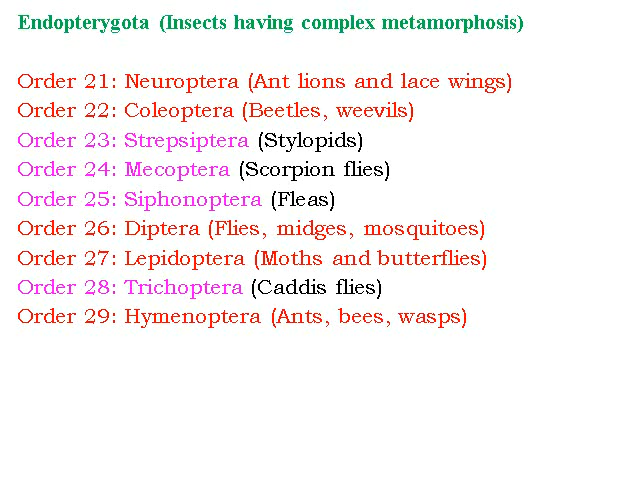 Endopterygota (Insects having complex metamorphosis)
Order 21: Neuroptera (Ant lions and lace wings)
Order 22: Coleoptera (Beetles, weevils)
Order 23: Strepsiptera (Stylopids)
Order 24: Mecoptera (Scorpion flies)
Order 25: Siphonoptera (Fleas)
Order 26: Diptera (Flies, midges, mosquitoes)
Order 27: Lepidoptera (Moths and butterflies)
Order 28: Trichoptera (Caddis flies)
Order 29: Hymenoptera (Ants, bees, wasps)